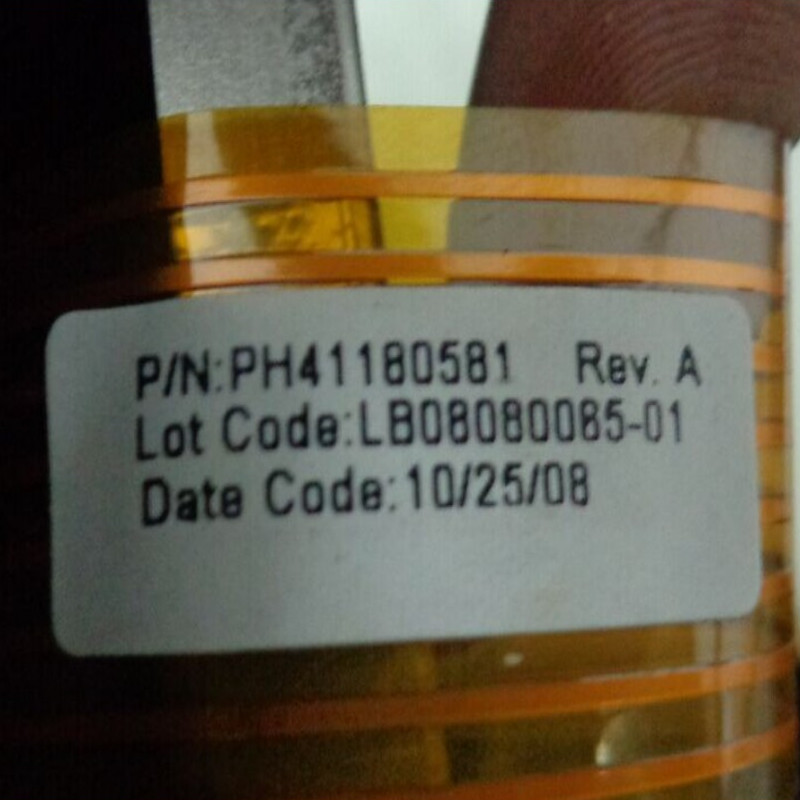 P/N:PH41180581 Rev. A
Lot Code:LB08080085-01
Date Code:10/25/08